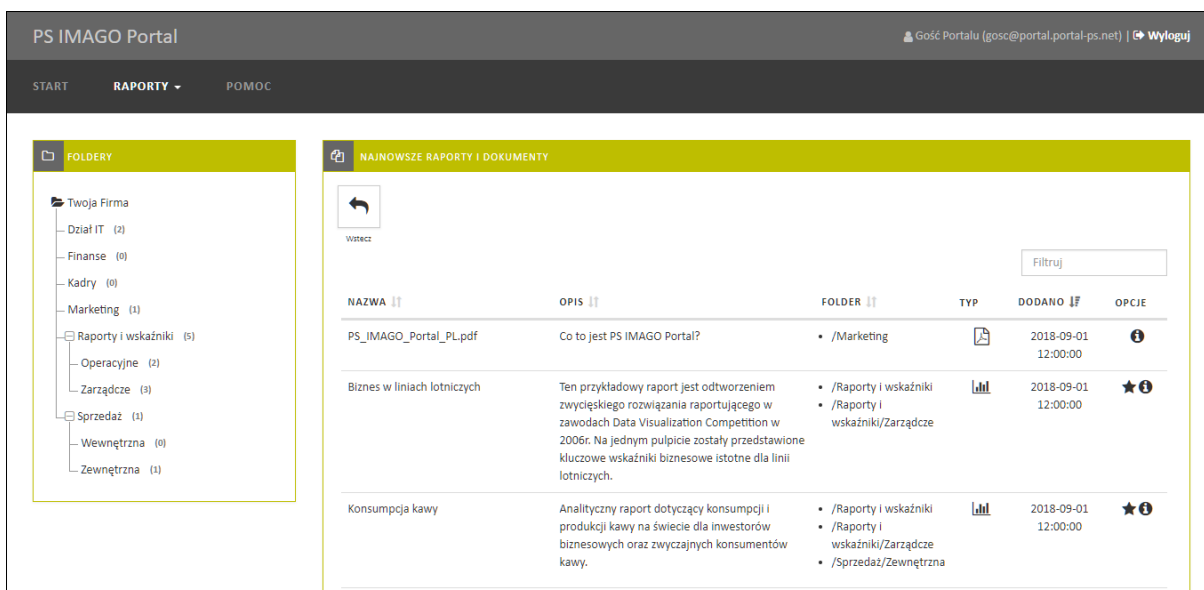 PS IMAGO Portal
Gość Portalu (gosc@portal.portal-ps.net) | Wyloguj
START RAPORTY POMOC
FOLDERY
Twoja Firma
Dział IT (2)
Finanse (0)
Kadry (0)
Marketing (1)
Raporty i wskaźniki (5)
Operacyjne (2)
Zarządcze (3)
Sprzedaż (1)
Wewnętrzna (0)
Zewnętrzna (1)
NAJNOWSZE RAPORTY I DOKUMENTY
Wstecz
Filtruj
NAZWA OPIS FOLDER TYP DODANO OPCJE
PS_IMAGO_Portal_PL.pdf Co to jest PS IMAGO Portal? • /Marketing 2018-09-01
12:00:00
Biznes w liniach lotniczych Ten przykładowy raport jest odtworzeniem • /Raporty i wskaźniki 2018-09-01
zwycięskiego rozwiązania raportującego w • /Raporty i 12:00:00
zawodach Data Visualization Competition w wskaźniki/Zarządcze
2006r. Na jednym pulpicie zostały przedstawione
kluczowe wskaźniki biznesowe istotne dla linii
lotniczych.
Konsumpcja kawy Analityczny raport dotyczący konsumpcji i • /Raporty i wskaźniki 2018-09-01
produkcji kawy na świecie dla inwestorów • /Raporty i 12:00:00
biznesowych oraz zwyczajnych konsumentów wskaźniki/Zarządcze
kawy. • /Sprzedaż/Zewnętrzna